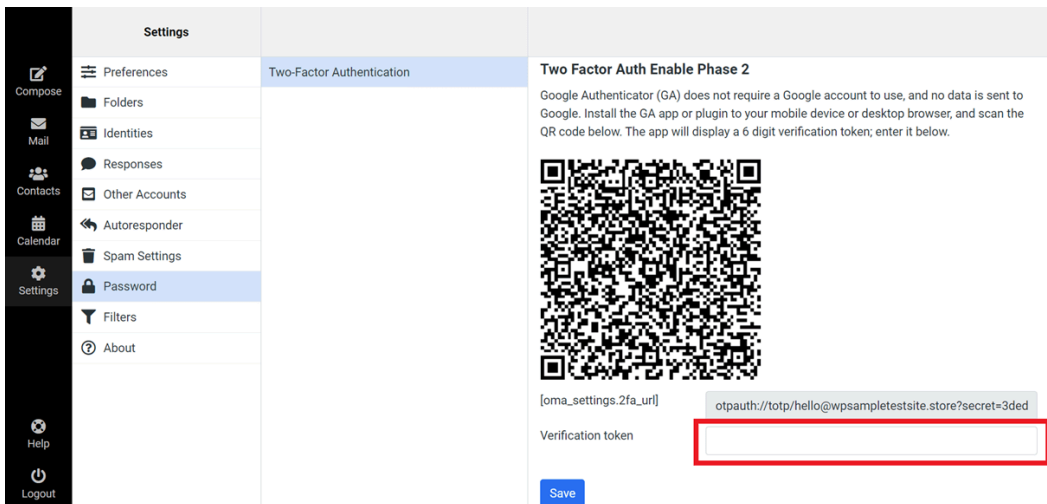 Settings
Compose
Mail
Contacts
Calendar
Settings
Help
Logout
Preferences
Folders
Identities
Responses
Other Accounts
Autoresponder
Spam Settings
Password
Filters
About
Two-Factor Authentication
Two Factor Auth Enable Phase 2
Google Authenticator (GA) does not require a Google account to use, and no data is sent to
Google. Install the GA app or plugin to your mobile device or desktop browser, and scan the
QR code below. The app will display a 6 digit verification token; enter it below.
[oma_settings.2fa_url]
otpauth://totp/hello@wpsampletestsite.store?secret=3ded
Verification token
Save